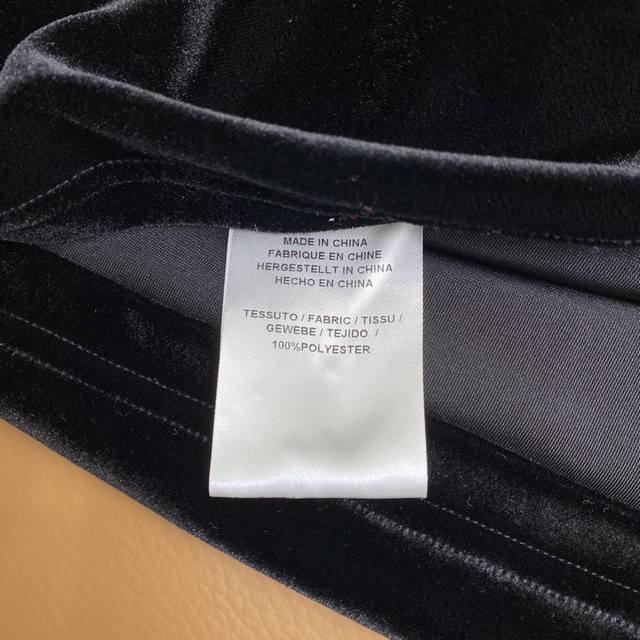 MADE IN CHINA
FABRIQUE EN CHINE
HERGESTELLT IN CHINA
HECHO EN CHINA
TESSUTO / FABRIC / TISSU /
GEWEBE / TEJIDO /
100%POLYESTER